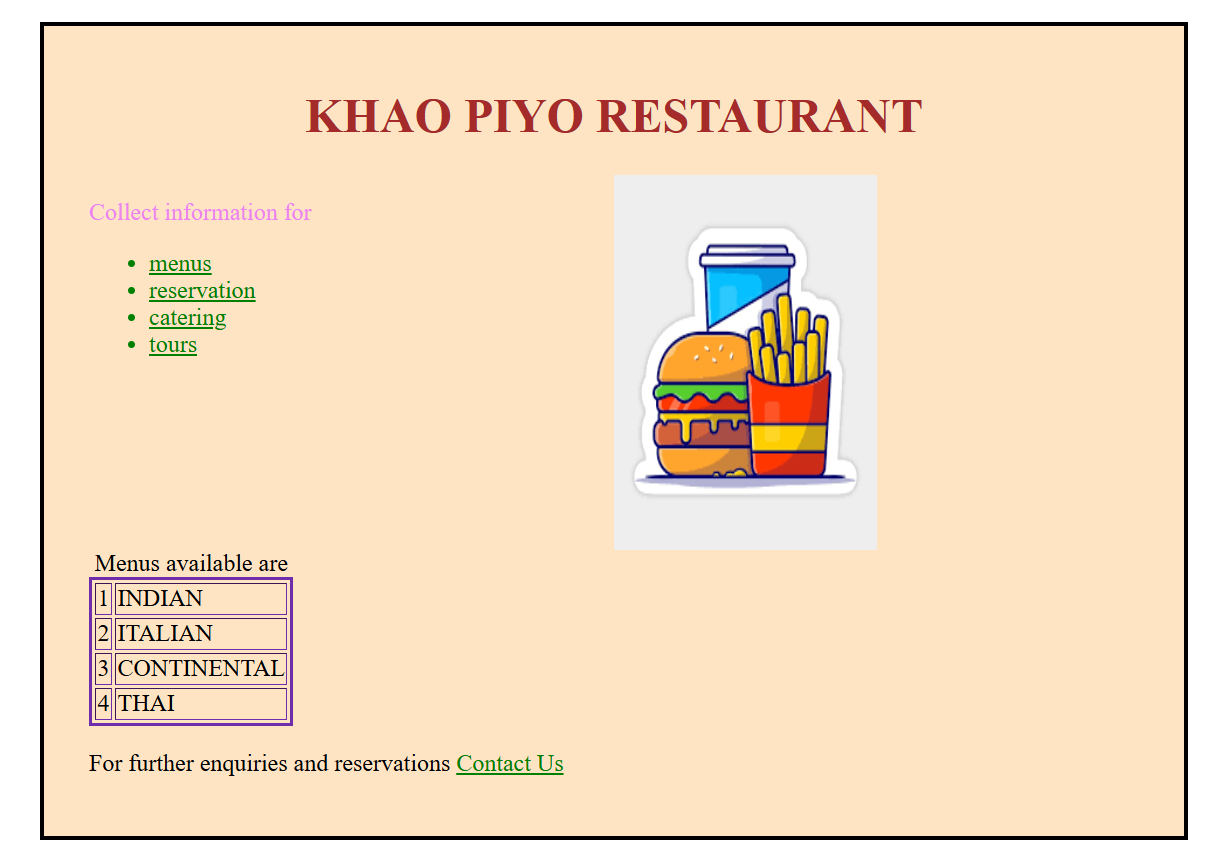 KHAO PIYO RESTAURANT
Collect information for
menus
reservation
catering
tours
Menus available are
1 INDIAN
2 ITALIAN
3 CONTINENTAL
4 THAI
For further enquiries and reservations Contact Us